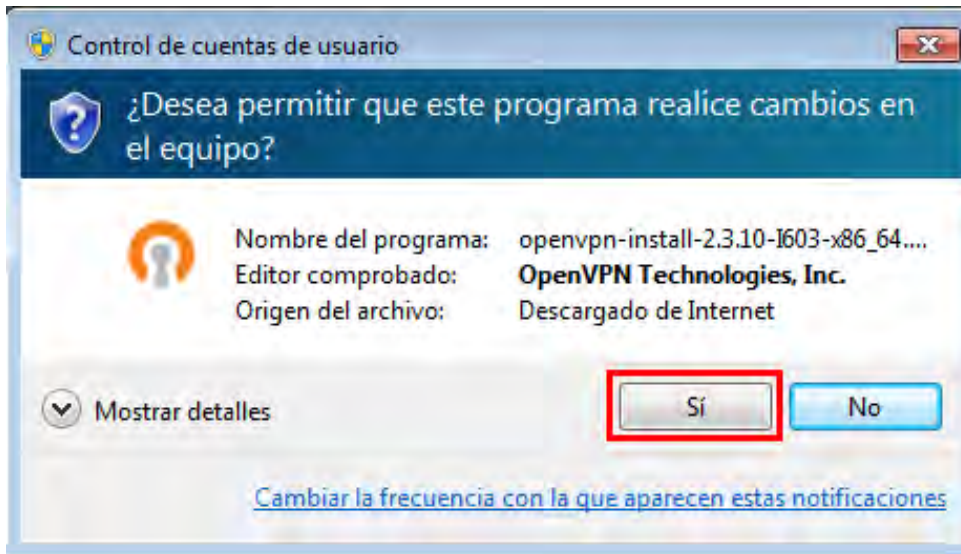 Control de cuentas de usuario
¿Desea permitir que este programa realice cambios en
el equipo?
Nombre del programa: openvpn-install-2.3.10-I603-x86_64....
Editor comprobado: OpenVPN Technologies, Inc.
Origen del archivo: Descargado de Internet
Mostrar detalles
Sí
No
Cambiar la frecuencia con la que aparecen estas notificaciones